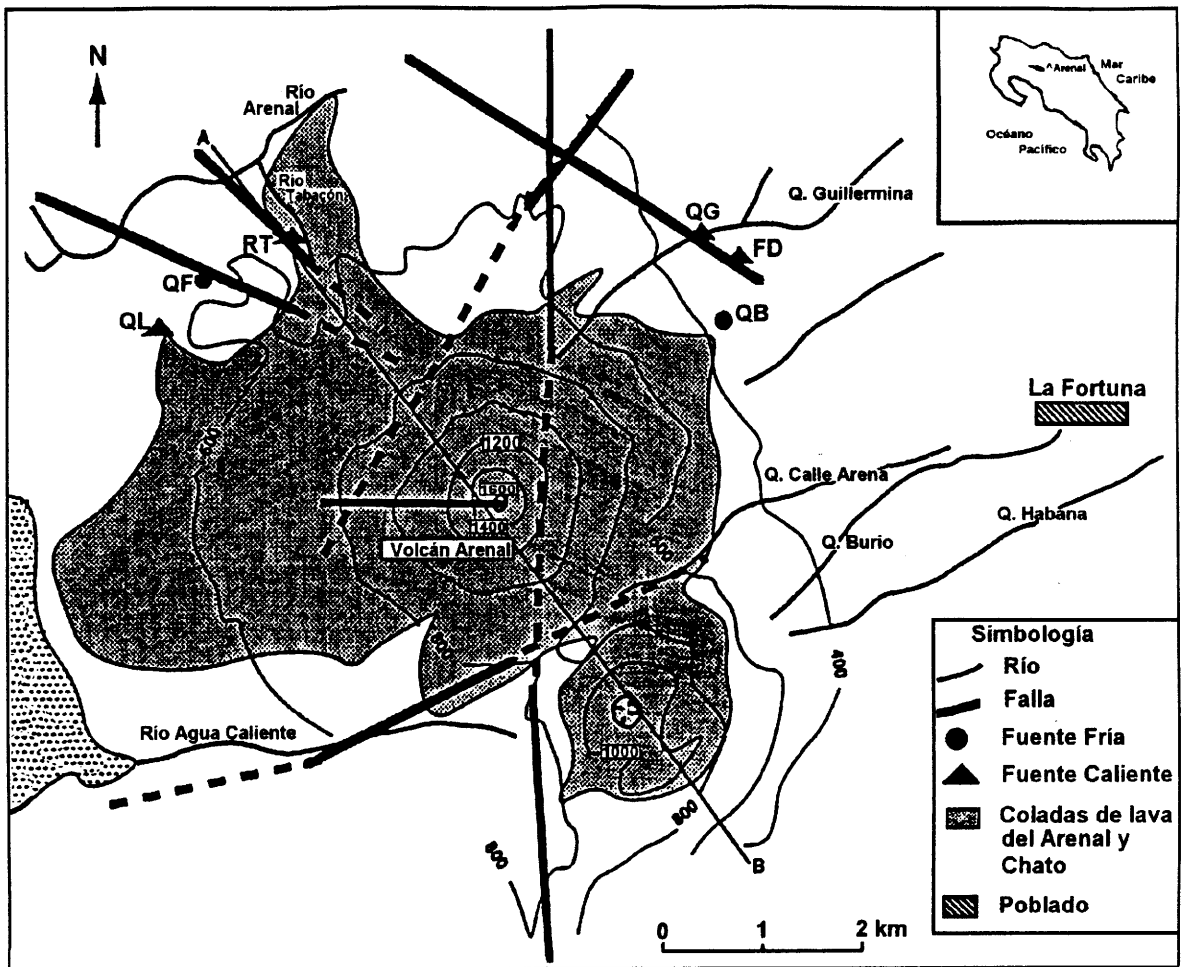 N
Río
Arenal
A
Río
Tabacón
RT
QF
QL
QG
FD
QB
Q. Guillermina
^Arenal
Mar
Caribe
Océano
Pacífico
La Fortuna
1200
1600
1400
Volcán Arenal
Q. Calle Arena
Q. Burio
Q. Habana
400
Río Agua Caliente
1000
800
B
0 1 2 km
Simbología
Río
Falla
Fuente Fría
Fuente Caliente
Coladas de lava
del Arenal y
Chato
Poblado